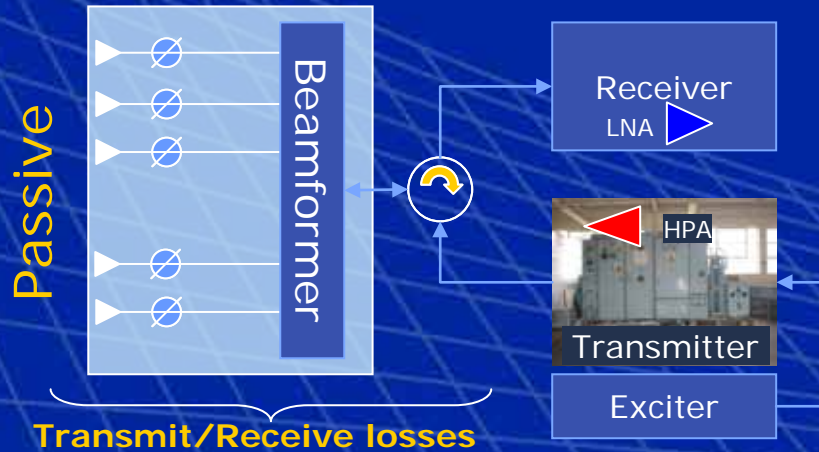 Passive
Beamformer
Receiver
LNA
HPA
Transmitter
Exciter
Transmit/Receive losses